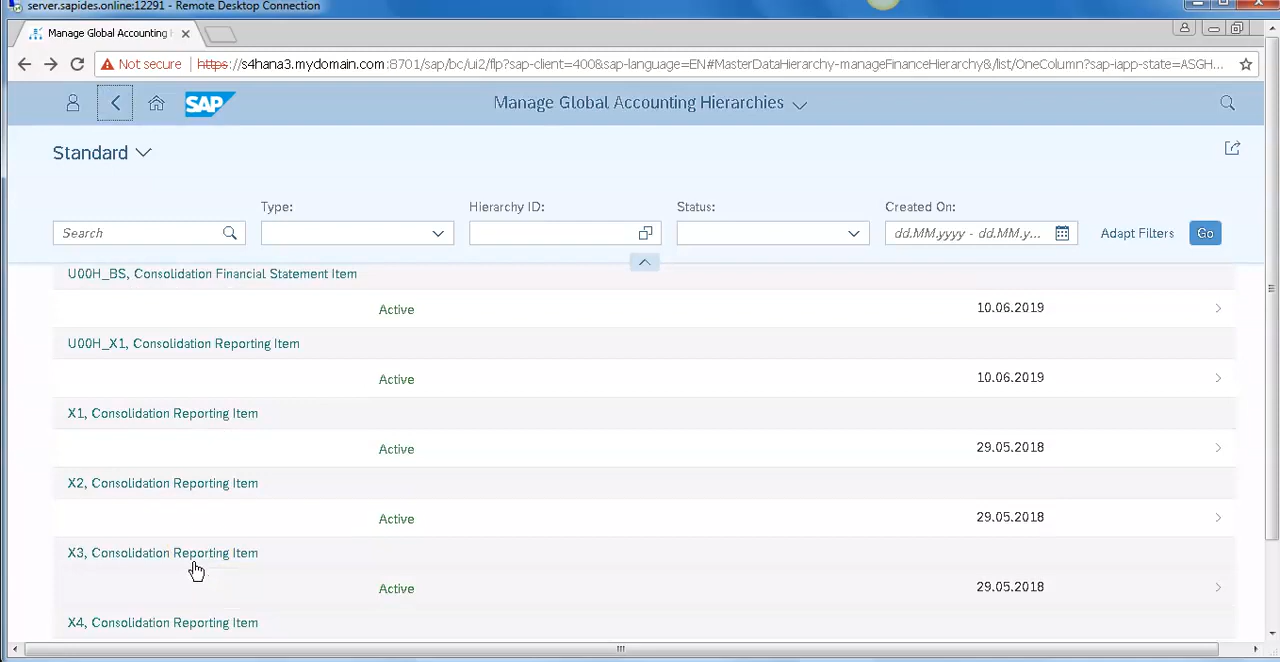 server.sapides.online:12291 - Remote Desktop Connection
Manage Global Accounting H
Not secure https://s4hana3.mydomain.com:8701/sap/bc/ui2/flp?sap-client=400&sap-language=EN#MasterDataHierarchy-manageFinanceHierarchy&/list/OneColumn?sap-iapp-state=ASGH...
SAP Manage Global Accounting Hierarchies
Standard
Type: Hierarchy ID: Status: Created On:
Search dd.MM.yyyy - dd.MM.y... Adapt Filters Go
U00H_BS, Consolidation Financial Statement Item
Active 10.06.2019
U00H_X1, Consolidation Reporting Item
Active 10.06.2019
X1, Consolidation Reporting Item
Active 29.05.2018
X2, Consolidation Reporting Item
Active 29.05.2018
X3, Consolidation Reporting Item
Active 29.05.2018
X4, Consolidation Reporting Item